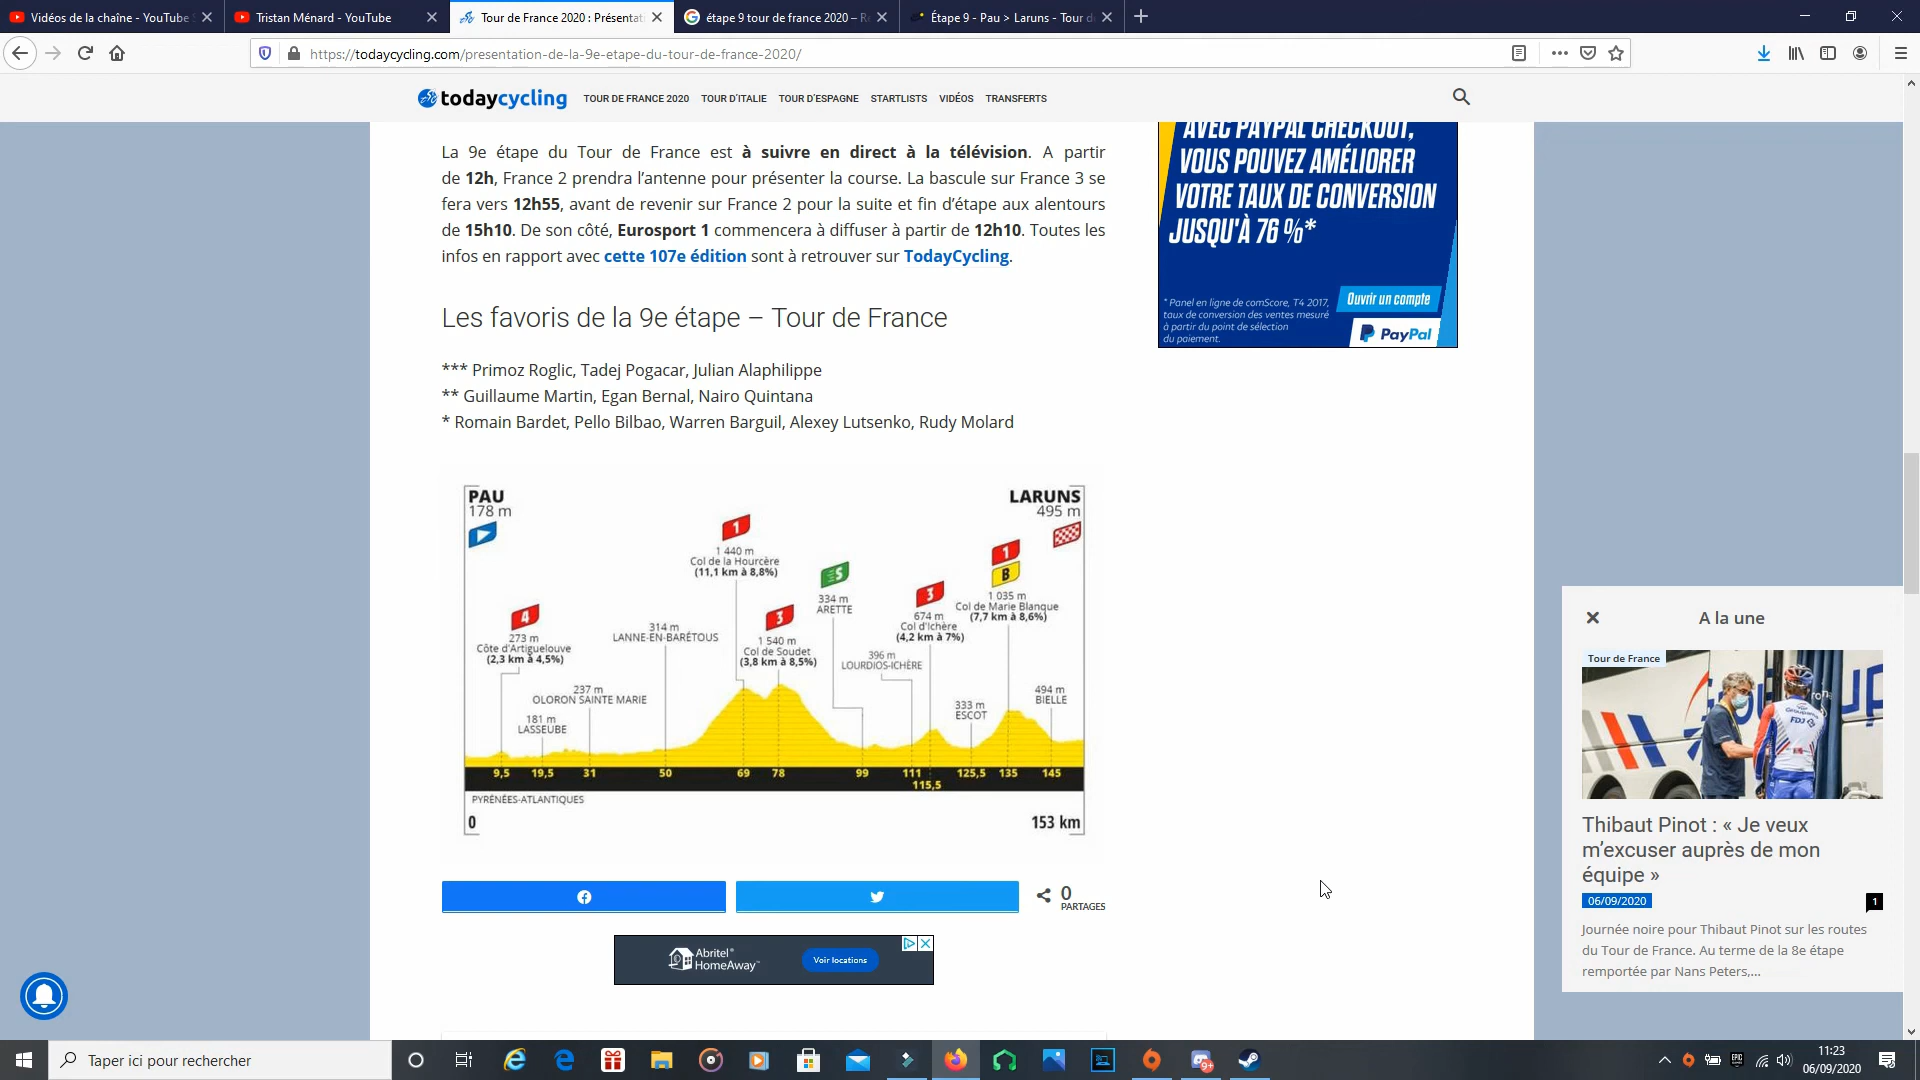 Vidéos de la chaîne - YouTube S
Tristan Ménard - YouTube
Tour de France 2020 : Présentat
étape 9 tour de france 2020 – R
Étape 9 - Pau > Laruns - Tour d
https://todaycycling.com/presentation-de-la-9e-etape-du-tour-de-france-2020/
todaycycling
TOUR DE FRANCE 2020
TOUR D'ITALIE
TOUR D'ESPAGNE
STARTLISTS
VIDÉOS
TRANSFERTS
La 9e étape du Tour de France est à suivre en direct à la télévision. A partir
de 12h, France 2 prendra l'antenne pour présenter la course. La bascule sur France 3 se
fera vers 12h55, avant de revenir sur France 2 pour la suite et fin d'étape aux alentours
de 15h10. De son côté, Eurosport 1 commencera à diffuser à partir de 12h10. Toutes les
infos en rapport avec cette 107e édition sont à retrouver sur TodayCycling.
Les favoris de la 9e étape – Tour de France
*** Primoz Roglic, Tadej Pogacar, Julian Alaphilippe
** Guillaume Martin, Egan Bernal, Nairo Quintana
* Romain Bardet, Pello Bilbao, Warren Barguil, Alexey Lutsenko, Rudy Molard
PAU
178 m
LARUNS
495 m
4
273 m
Côte d'Artiguelouve
(2,3 km à 4,5%)
181 m
LASSEUBE
237 m
OLORON SAINTE MARIE
314 m
LANNE-EN-BARÉTOUS
1
1 440 m
Col de la Hourcère
(11,1 km à 8,8%)
3
1 540 m
Col de Soudet
(3,8 km à 8,5%)
S
334 m
ARETTE
396 m
LOURDIOS-ICHÈRE
3
674 m
Col d'Ichère
(4,2 km à 7%)
333 m
ESCOT
1
B
1 035 m
Col de Marie Blanque
(7,7 km à 8,6%)
494 m
BIELLE
9,5
19,5
31
50
69
78
99
111
115,5
125,5
135
145
PYRÉNÉES-ATLANTIQUES
0
153 km
0
PARTAGES
Abritel
HomeAway
Voir locations
AVEC PAYPAL CHECKOUT,
VOUS POUVEZ AMÉLIORER
VOTRE TAUX DE CONVERSION
JUSQU'À 76 %*
* Panel en ligne de comScore, T4 2017,
taux de conversion des ventes mesuré
à partir du point de sélection
du paiement.
Ouvrir un compte
PayPal
A la une
Tour de France
FDJ
Thibaut Pinot : « Je veux
m'excuser auprès de mon
équipe »
06/09/2020
1
Journée noire pour Thibaut Pinot sur les routes
du Tour de France. Au terme de la 8e étape
remportée par Nans Peters,...
Taper ici pour rechercher
9+
EPIC
11:23
06/09/2020